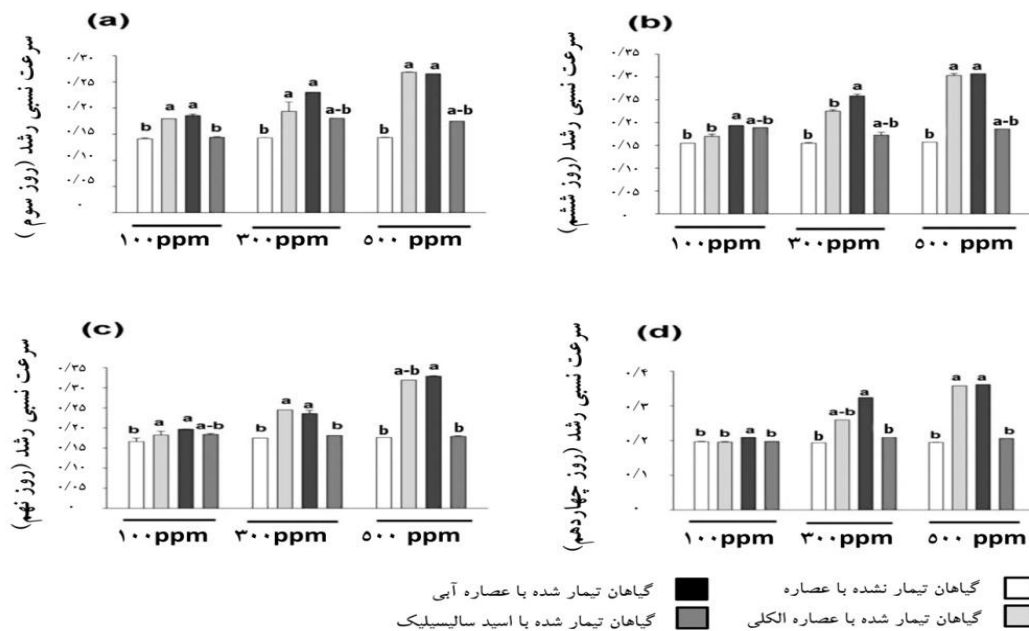 (a)
سرعت نسبی رشد (روز سوم)
۰/۳۰
۰/۲۵
۰/۲۰
۰/۱۵
۰/۱۰
۰/۰۵
۰
b a a b
b a a a-b
b a a a-b
۱۰۰ppm ۳۰۰ppm ۵۰۰ ppm
(b)
سرعت نسبی رشد (روز ششم)
۰/۳۵
۰/۳۰
۰/۲۵
۰/۲۰
۰/۱۵
۰/۱۰
۰/۰۵
۰
b b a a-b
b b a a-b
b a a a-b
۱۰۰ppm ۳۰۰ppm ۵۰۰ ppm
(c)
سرعت نسبی رشد (روز نهم)
۰/۳۵
۰/۳۰
۰/۲۵
۰/۲۰
۰/۱۵
۰/۱۰
۰/۰۵
۰
b a a a-b
b a a b
b a-b a b
۱۰۰ppm ۳۰۰ppm ۵۰۰ ppm
(d)
سرعت نسبی رشد (روز چهاردهم)
۰/۴
۰/۳
۰/۲
۰/۱
۰
b b a b
b a-b a b
b a a b
۱۰۰ppm ۳۰۰ppm ۵۰۰ ppm
گیاهان تیمار نشده با عصاره
گیاهان تیمار شده با عصاره آبی
گیاهان تیمار شده با عصاره الکلی
گیاهان تیمار شده با اسید سالیسیلیک